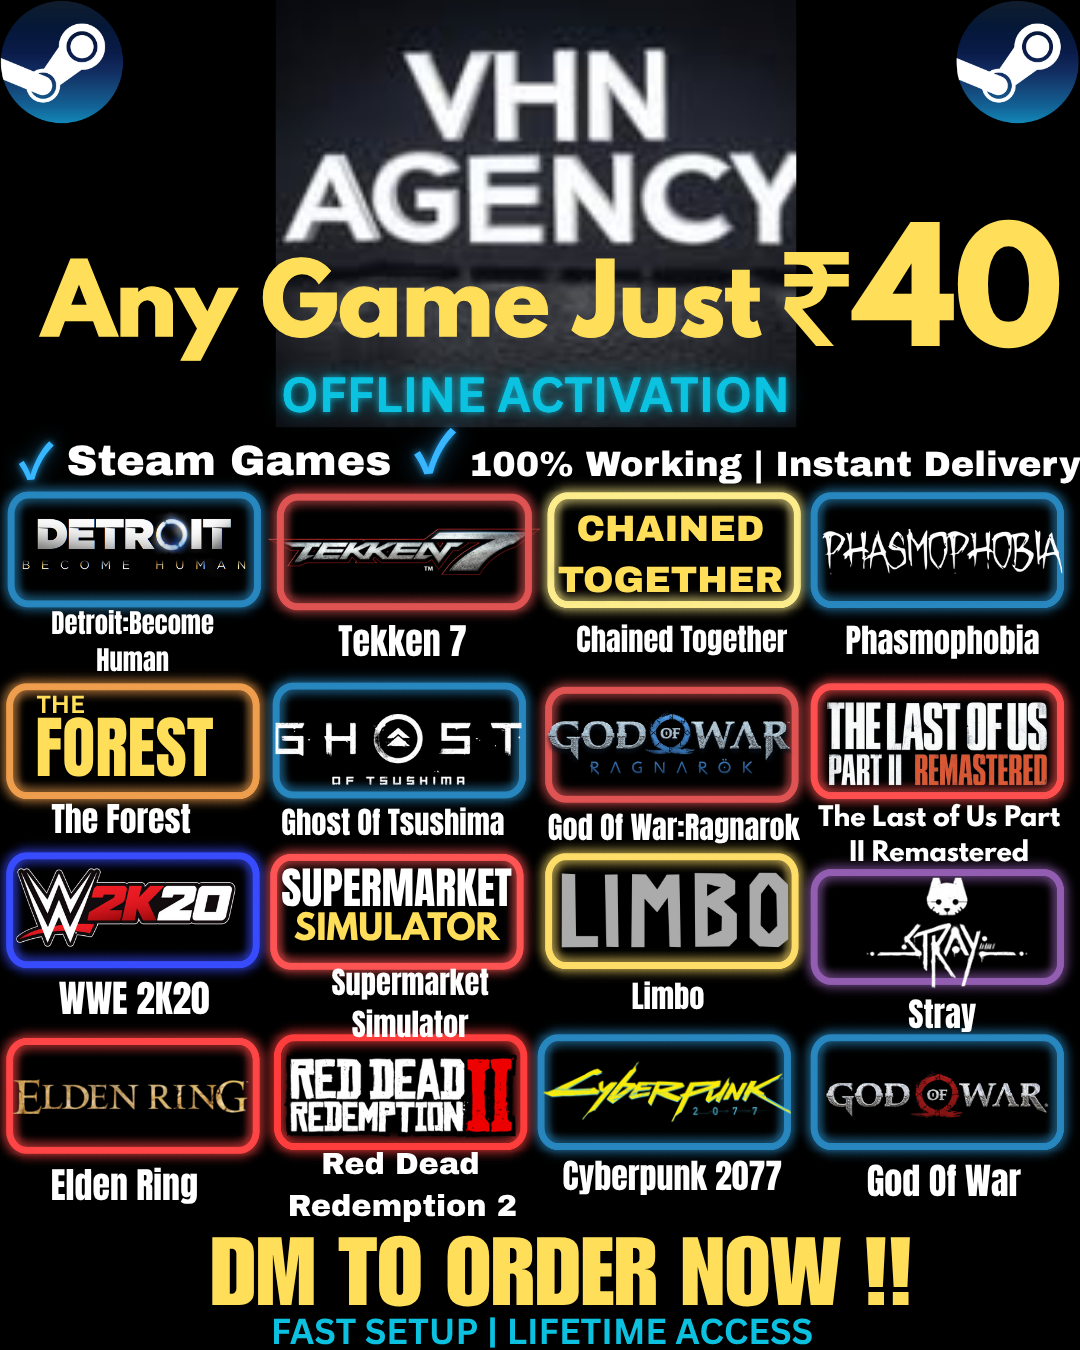 VHN
AGENCY
Any Game Just ₹40
OFFLINE ACTIVATION
✓ Steam Games ✓ 100% Working | Instant Delivery
DETROIT
BECOME HUMAN
Detroit:Become
Human
TEKKEN 7
TM
Tekken 7
CHAINED
TOGETHER
Chained Together
PHASMOPHOBIA
Phasmophobia
THE
FOREST
The Forest
GHOST
OF TSUSHIMA
Ghost Of Tsushima
GOD OF WAR
RAGNARÖK
God Of War:Ragnarok
THE LAST OF US
PART II REMASTERED
The Last of Us Part
II Remastered
W 2K20
WWE 2K20
SUPERMARKET
SIMULATOR
Supermarket
Simulator
LIMBO
Limbo
STRAY
Stray
ELDEN RING
Elden Ring
RED DEAD
REDEMPTION II
Red Dead
Redemption 2
Cyberpunk
2077
Cyberpunk 2077
GOD OF WAR
God Of War
DM TO ORDER NOW !!
FAST SETUP | LIFETIME ACCESS